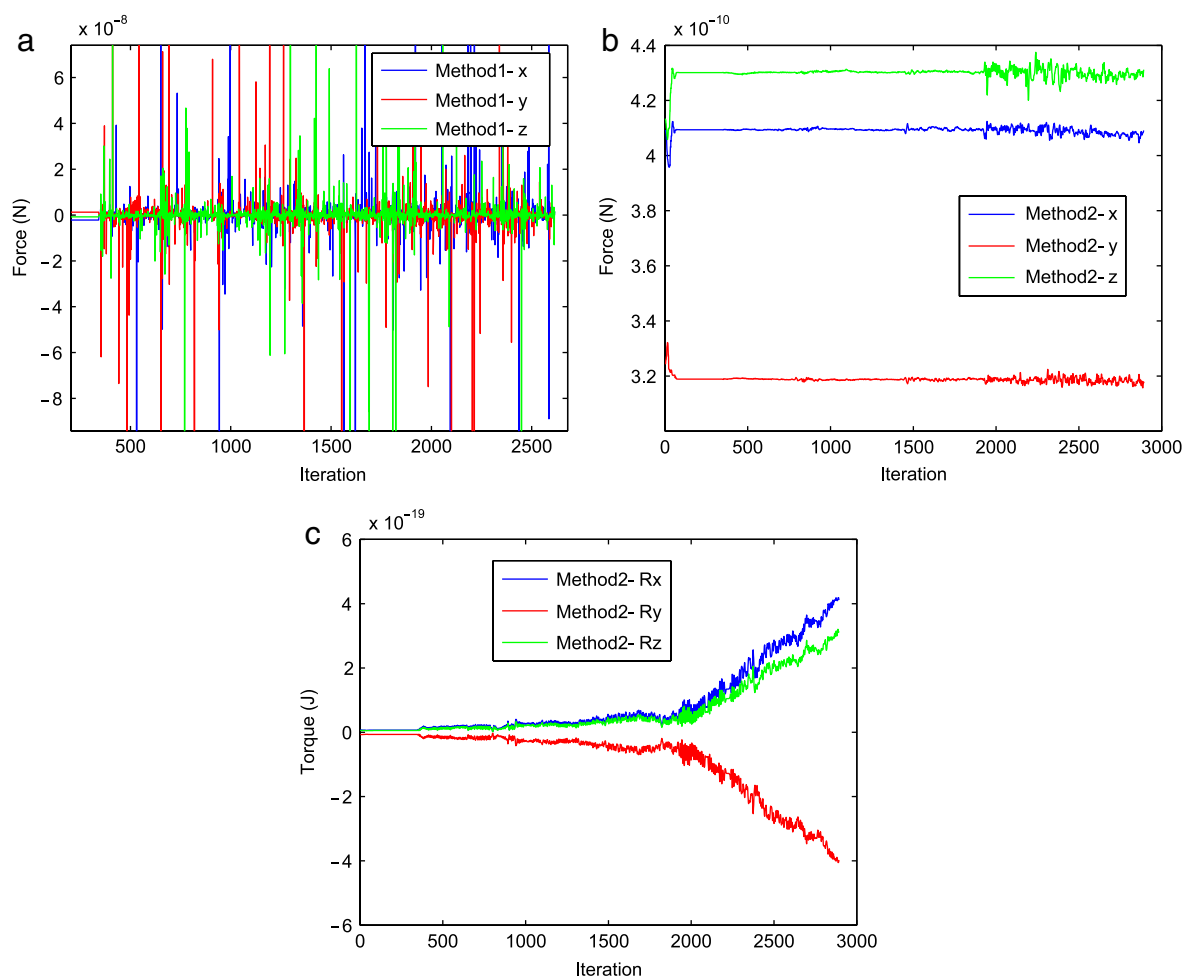 a
x 10⁻⁸
6
4
2
0
−2
−4
−6
−8
500
1000
1500
2000
2500
Force (N)
Iteration
Method1- x
Method1- y
Method1- z
b
x 10⁻¹⁰
4.4
4.2
4
3.8
3.6
3.4
3.2
0
500
1000
1500
2000
2500
3000
Force (N)
Iteration
Method2- x
Method2- y
Method2- z
c
x 10⁻¹⁹
6
4
2
0
−2
−4
−6
0
500
1000
1500
2000
2500
3000
Torque (J)
Iteration
Method2- Rx
Method2- Ry
Method2- Rz